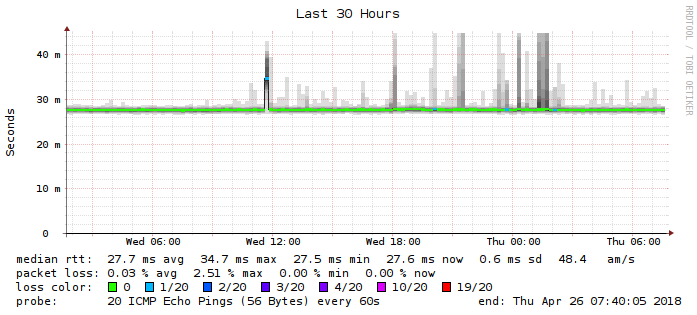 Last 30 Hours
RRDTOOL / TOBI OETIKER
Seconds
40 m
30 m
20 m
10 m
0
Wed 06:00 Wed 12:00 Wed 18:00 Thu 00:00 Thu 06:00
median rtt: 27.7 ms avg 34.7 ms max 27.5 ms min 27.6 ms now 0.6 ms sd 48.4 am/s
packet loss: 0.03 % avg 2.51 % max 0.00 % min 0.00 % now
loss color: 0 1/20 2/20 3/20 4/20 10/20 19/20
probe: 20 ICMP Echo Pings (56 Bytes) every 60s end: Thu Apr 26 07:40:05 2018